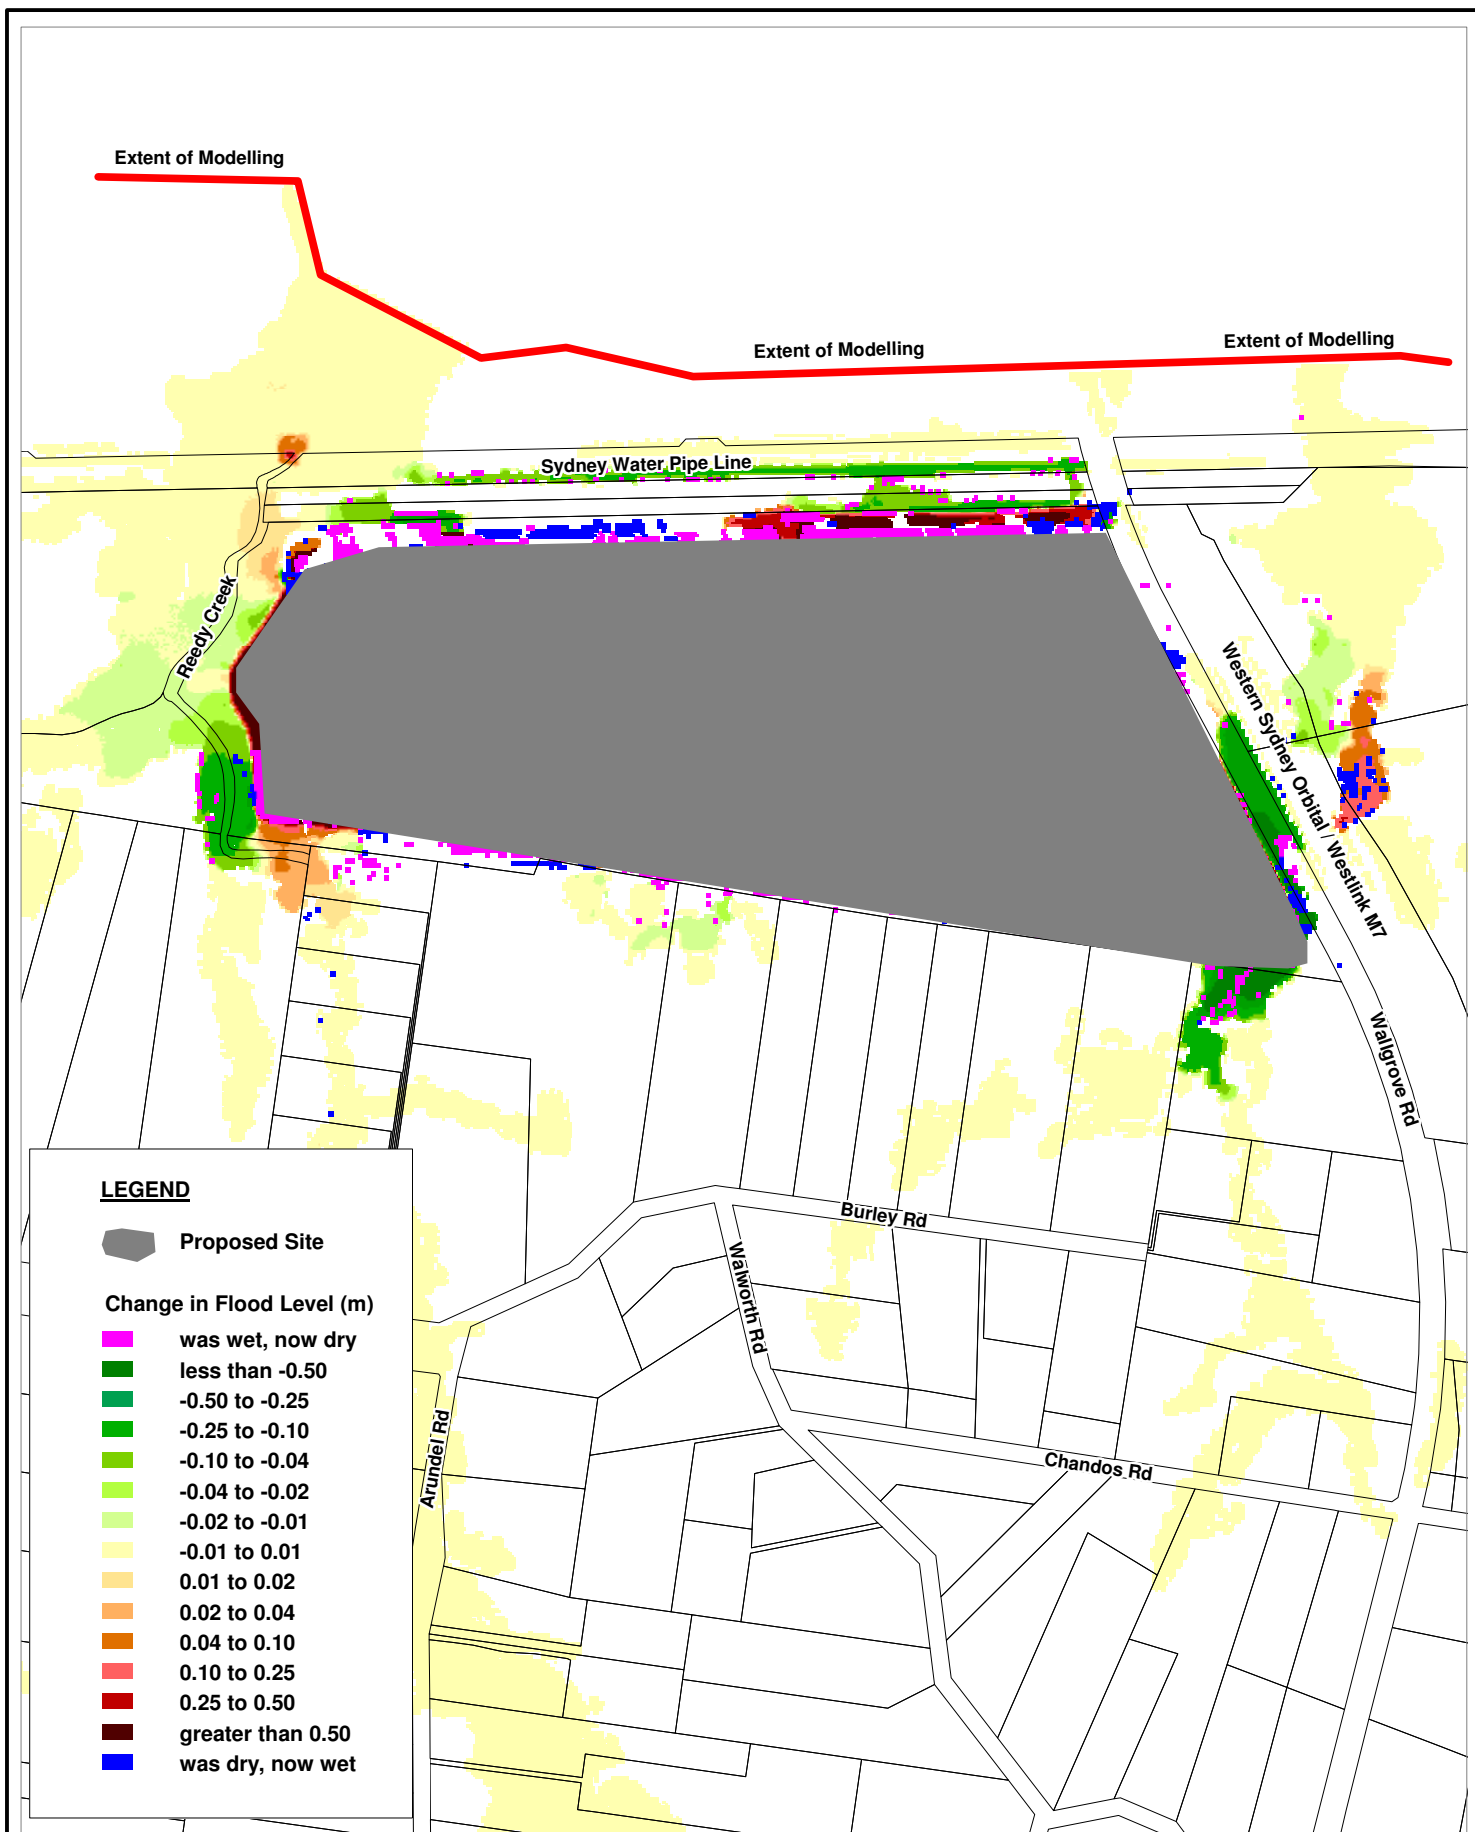 Extent of Modelling
Extent of Modelling
Extent of Modelling
Sydney Water Pipe Line
Reedy Creek
Western Sydney Orbital / Westlink M7
Wallgrove Rd
Burley Rd
Walworth Rd
Arundel Rd
Chandos Rd
LEGEND
Proposed Site
Change in Flood Level (m)
was wet, now dry
less than -0.50
-0.50 to -0.25
-0.25 to -0.10
-0.10 to -0.04
-0.04 to -0.02
-0.02 to -0.01
-0.01 to 0.01
0.01 to 0.02
0.02 to 0.04
0.04 to 0.10
0.10 to 0.25
0.25 to 0.50
greater than 0.50
was dry, now wet